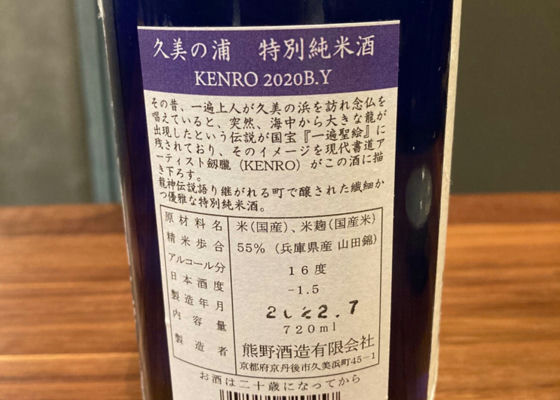 久美の浦 特別純米酒
KENRO 2020B.Y
その昔、一遍上人が久美の浜を訪れ念仏を
唱えていると、突然、海中から大きな龍が
出現したという伝説が国宝『一遍聖絵』に
残されており、そのイメージを現代書道ア
ーティスト剱朧（KENRO）がこの酒に描
き下ろす。
龍神伝説語り継がれる町で醸された繊細か
つ優雅な特別純米酒。
原材料名 米（国産）、米麹（国産米）
精米歩合 55％（兵庫県産 山田錦）
アルコール分 16度
日本酒度 -1.5
製造年月 2022.7
内容量 720ml
製造者 熊野酒造有限会社
京都府京丹後市久美浜町45−1
お酒は二十歳になってから